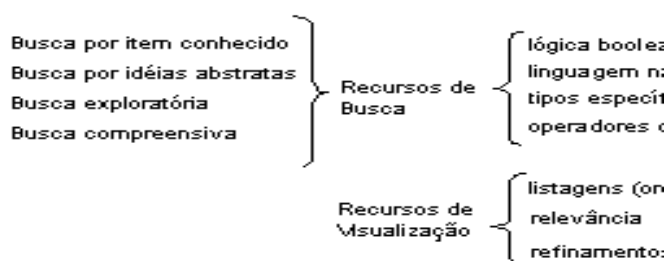 Busca por item conhecido
Busca por idéias abstratas
Busca exploratória
Busca compreensiva
Recursos de
Busca
lógica
linguagem
tipos
operadores
Recursos de
Visualização
listagens
relevância